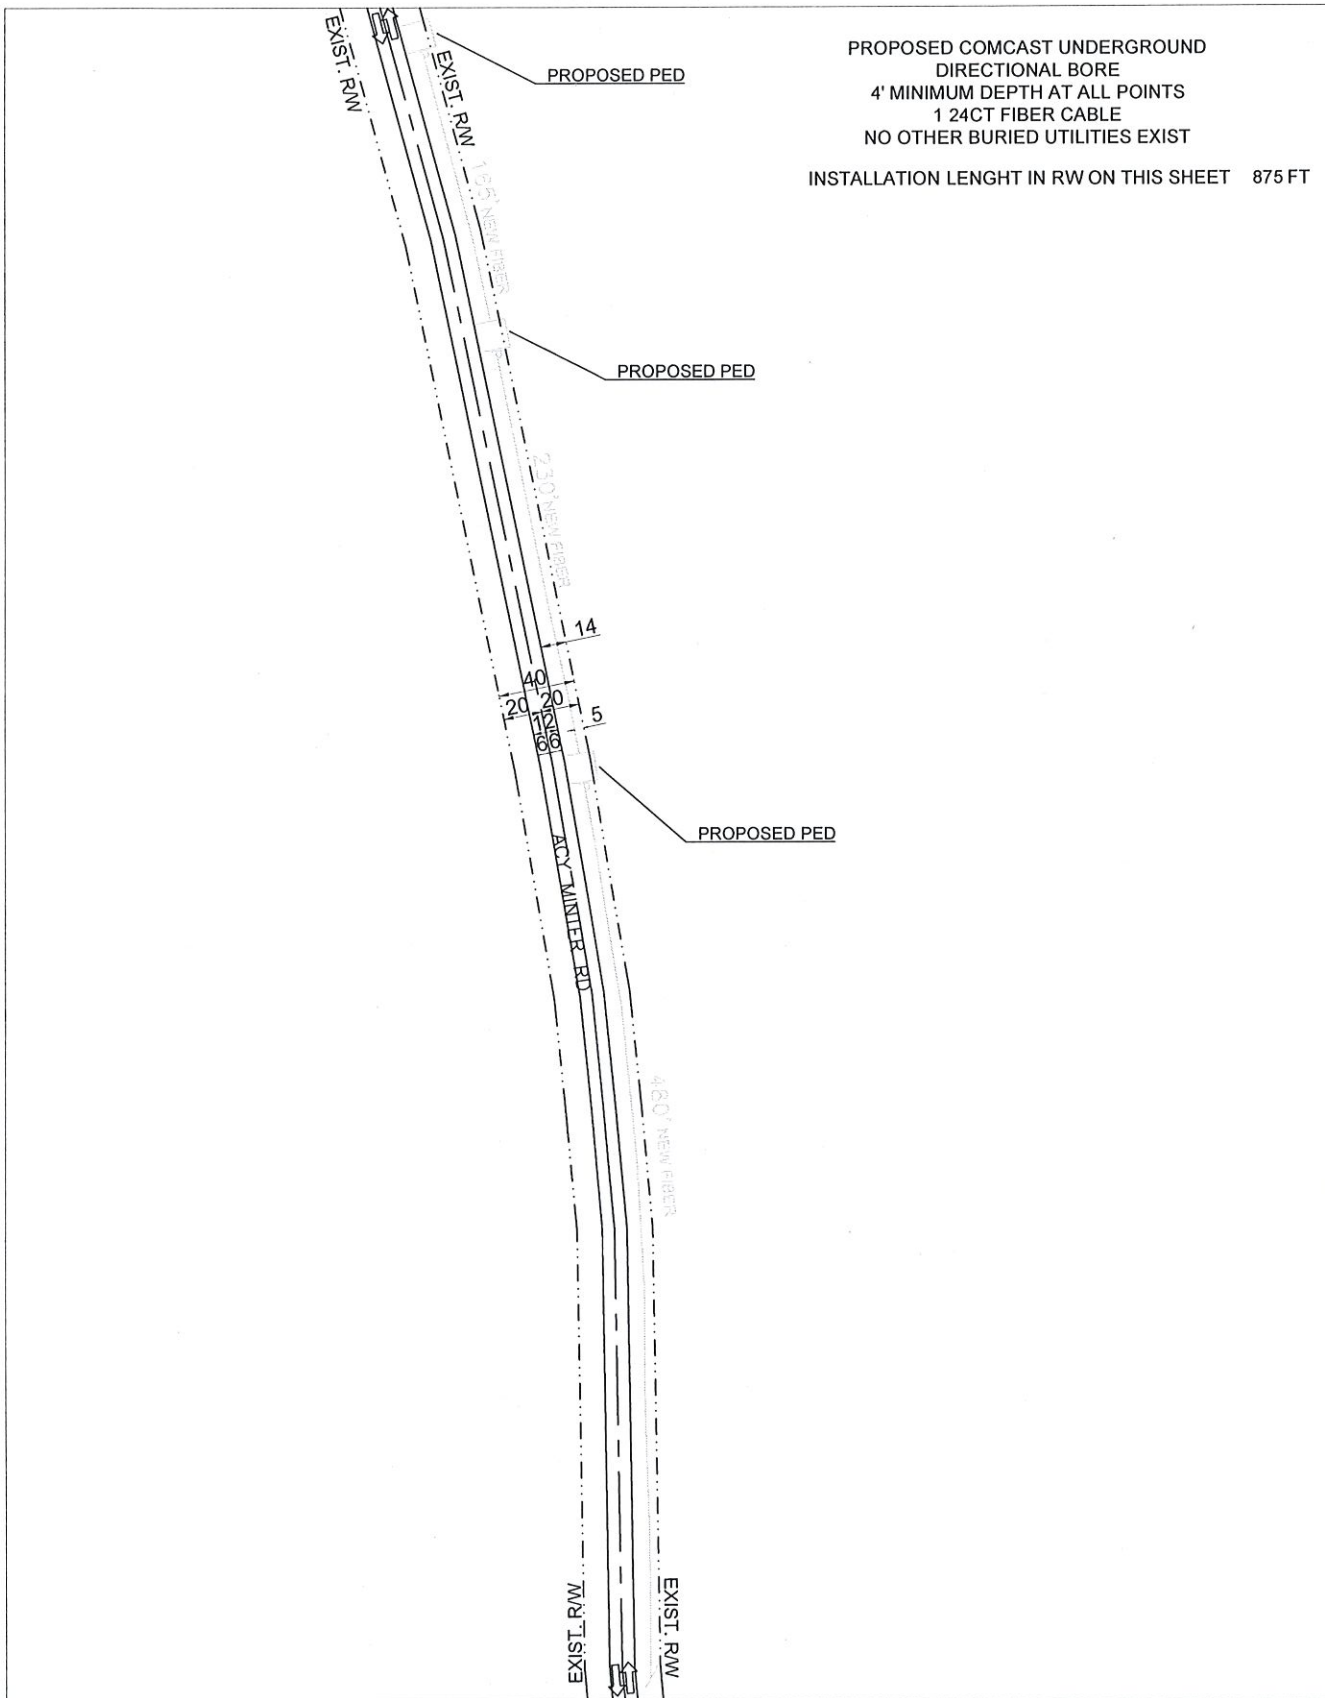 EXIST. R/W
EXIST. R/W
PROPOSED PED
PROPOSED COMCAST UNDERGROUND
DIRECTIONAL BORE
4' MINIMUM DEPTH AT ALL POINTS
1 24CT FIBER CABLE
NO OTHER BURIED UTILITIES EXIST
INSTALLATION LENGHT IN RW ON THIS SHEET 875 FT
165' NEW FIBER
PROPOSED PED
230' NEW FIBER
14
40
20
20
12
5
6
6
PROPOSED PED
ACY MINTER RD
480' NEW FIBER
EXIST. R/W
EXIST. R/W